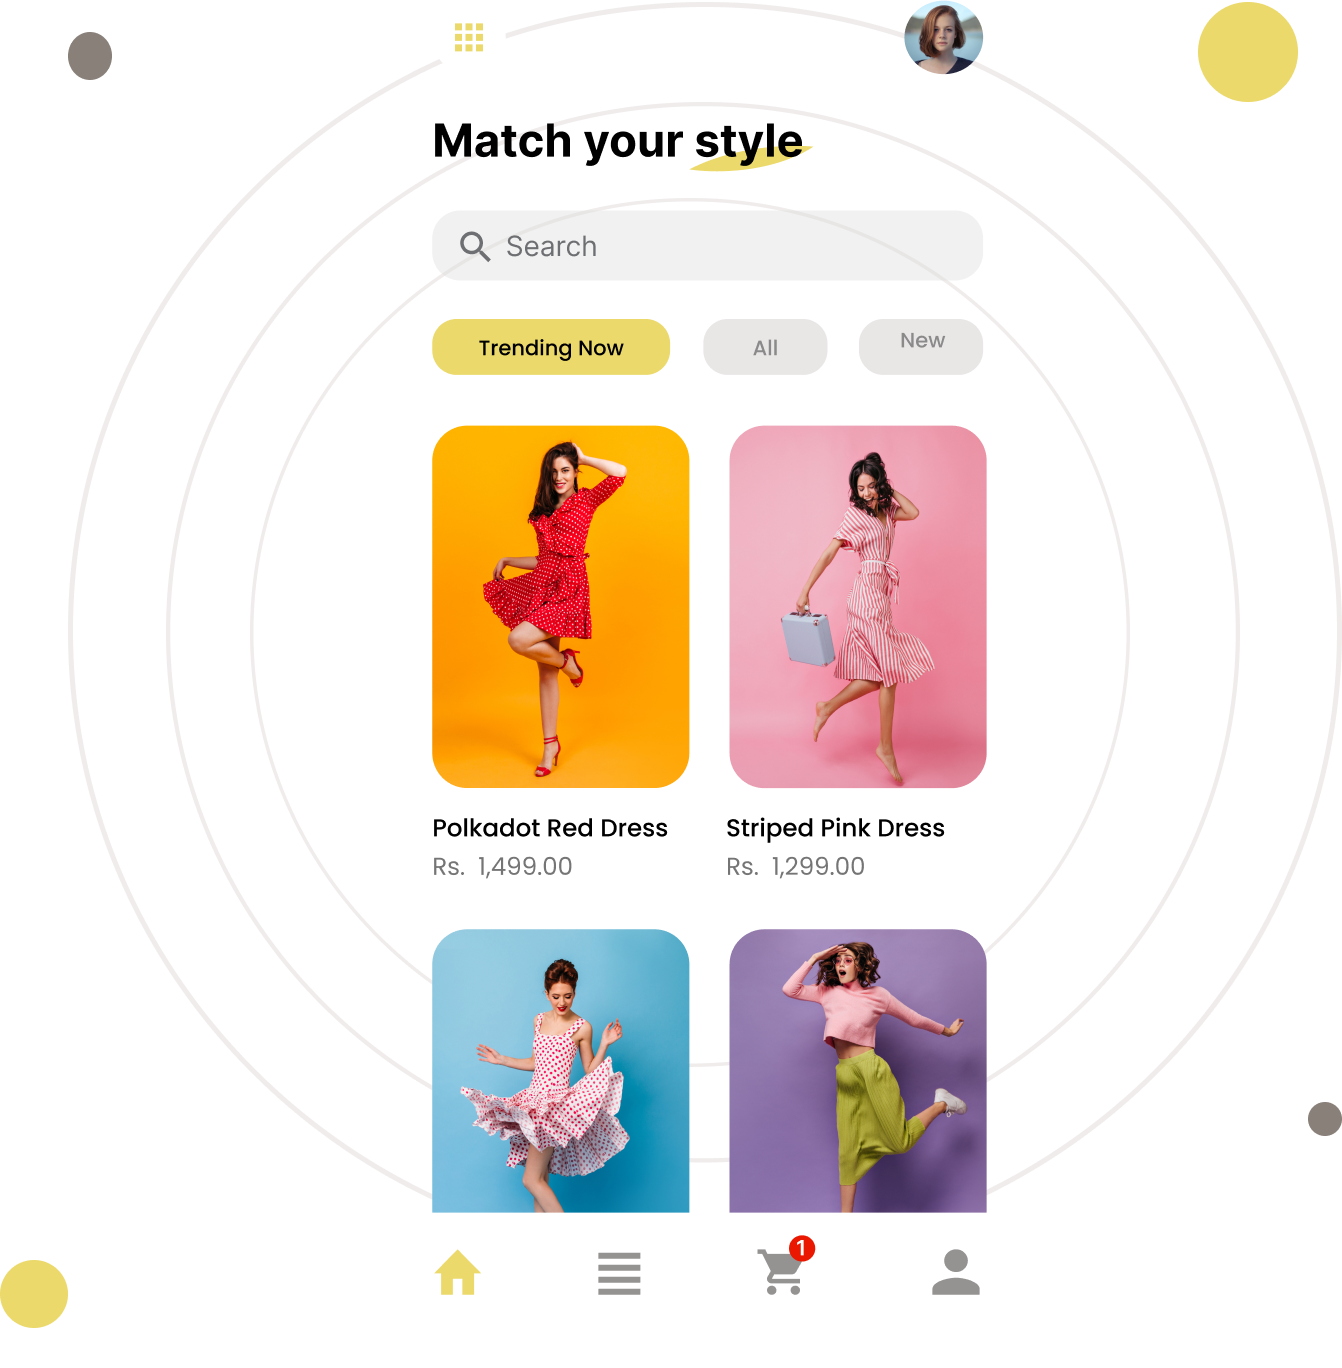 Match your style
Search
Trending Now
All
New
Polkadot Red Dress
Striped Pink Dress
Rs. 1,499.00
Rs. 1,299.00
1